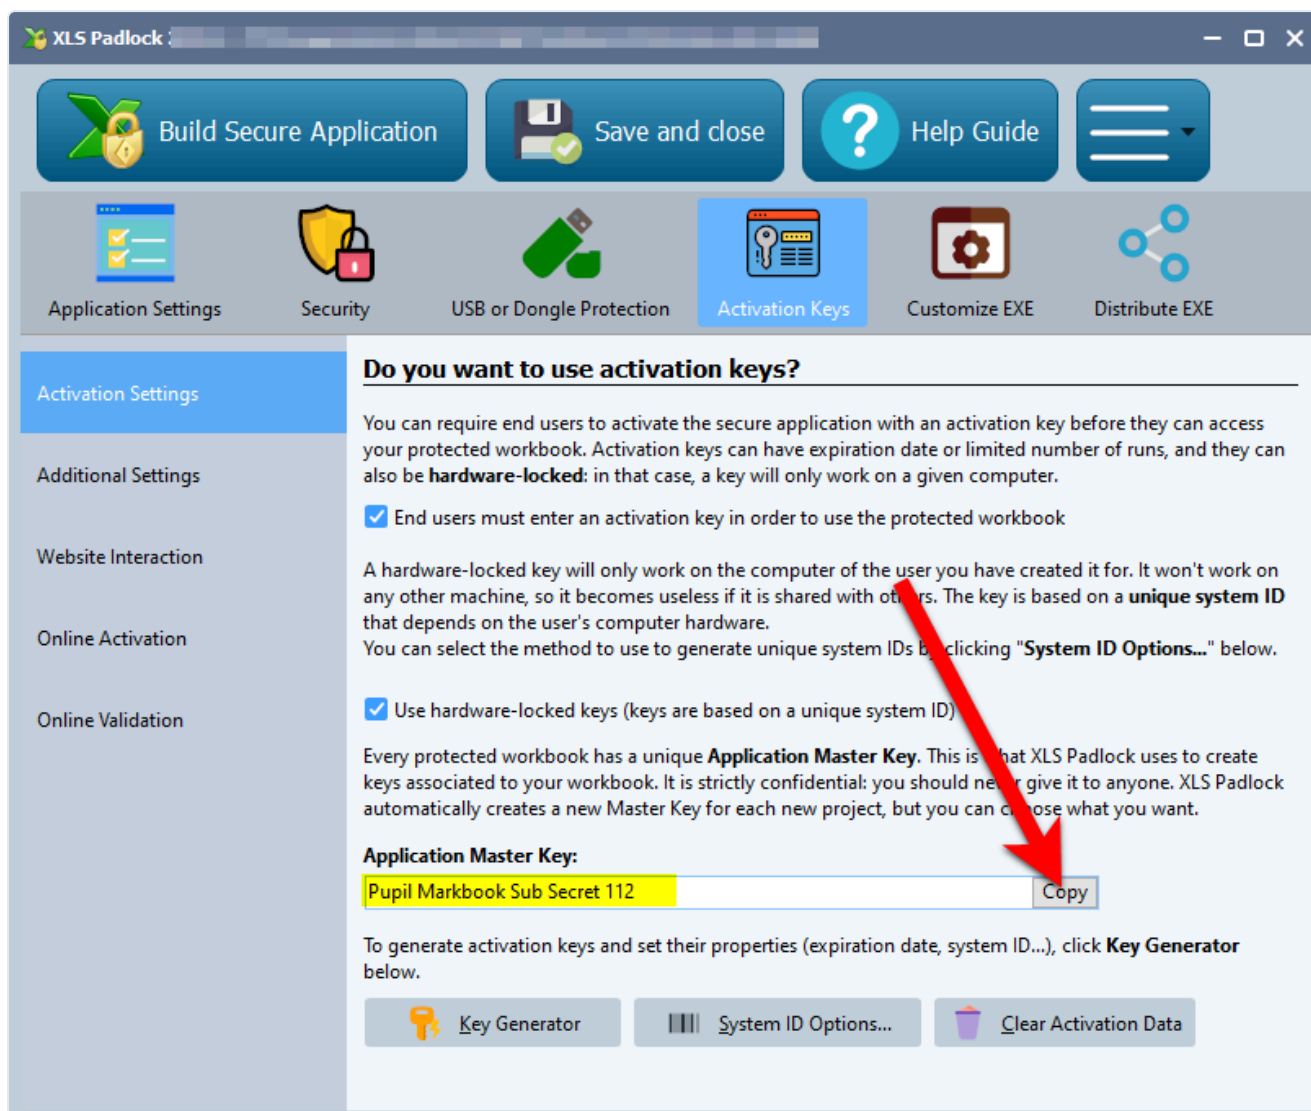 XLS Padlock
Build Secure Application
Save and close
Help Guide
Application Settings
Security
USB or Dongle Protection
Activation Keys
Customize EXE
Distribute EXE
Activation Settings
Additional Settings
Website Interaction
Online Activation
Online Validation
Do you want to use activation keys?
You can require end users to activate the secure application with an activation key before they can access
your protected workbook. Activation keys can have expiration date or limited number of runs, and they can
also be hardware-locked: in that case, a key will only work on a given computer.
End users must enter an activation key in order to use the protected workbook
A hardware-locked key will only work on the computer of the user you have created it for. It won't work on
any other machine, so it becomes useless if it is shared with others. The key is based on a unique system ID
that depends on the user's computer hardware.
You can select the method to use to generate unique system IDs by clicking "System ID Options..." below.
Use hardware-locked keys (keys are based on a unique system ID)
Every protected workbook has a unique Application Master Key. This is what XLS Padlock uses to create
keys associated to your workbook. It is strictly confidential: you should never give it to anyone. XLS Padlock
automatically creates a new Master Key for each new project, but you can choose what you want.
Application Master Key:
Pupil Markbook Sub Secret 112
Copy
To generate activation keys and set their properties (expiration date, system ID...), click Key Generator
below.
Key Generator
System ID Options...
Clear Activation Data